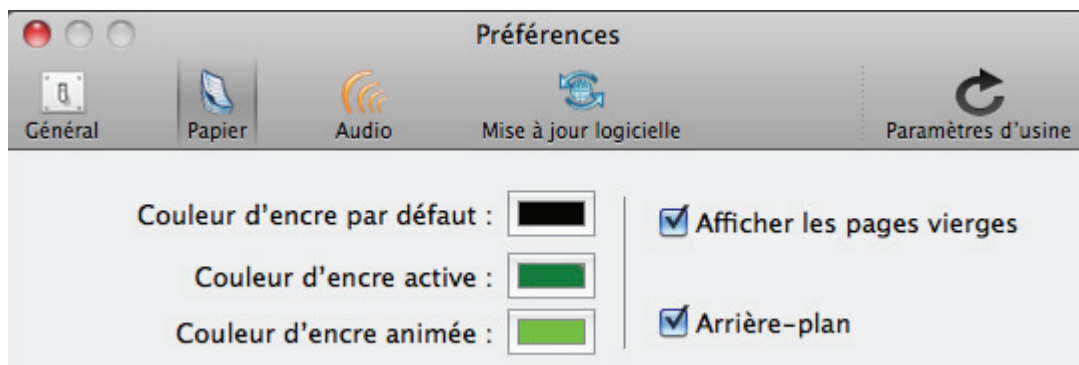 Préférences
Général Papier Audio Mise à jour logicielle Paramètres d'usine
Couleur d'encre par défaut :
Couleur d'encre active :
Couleur d'encre animée :
Afficher les pages vierges
Arrière-plan